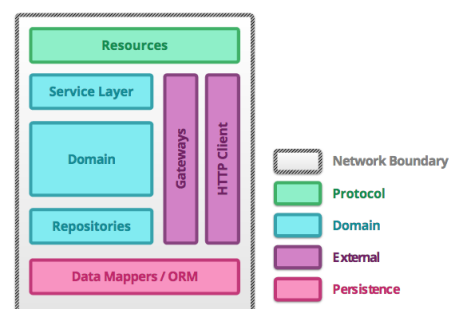 Resources
Service Layer
Domain
Repositories
Gateways
HTTP Client
Data Mappers / ORM
Network Boundary
Protocol
Domain
External
Persistence